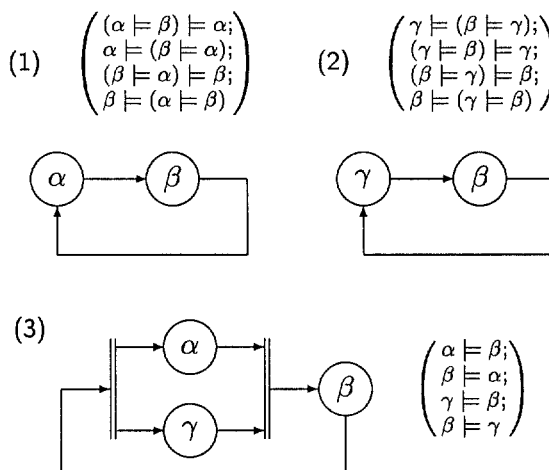 (1)
(α ⊨ β) ⊨ α;
α ⊨ (β ⊨ α);
(β ⊨ α) ⊨ β;
β ⊨ (α ⊨ β)
(2)
γ ⊨ (β ⊨ γ);
(γ ⊨ β) ⊨ γ;
(β ⊨ γ) ⊨ β;
β ⊨ (γ ⊨ β)
α
β
γ
β
(3)
α
γ
β
α ⊨ β;
β ⊨ α;
γ ⊨ β;
β ⊨ γ